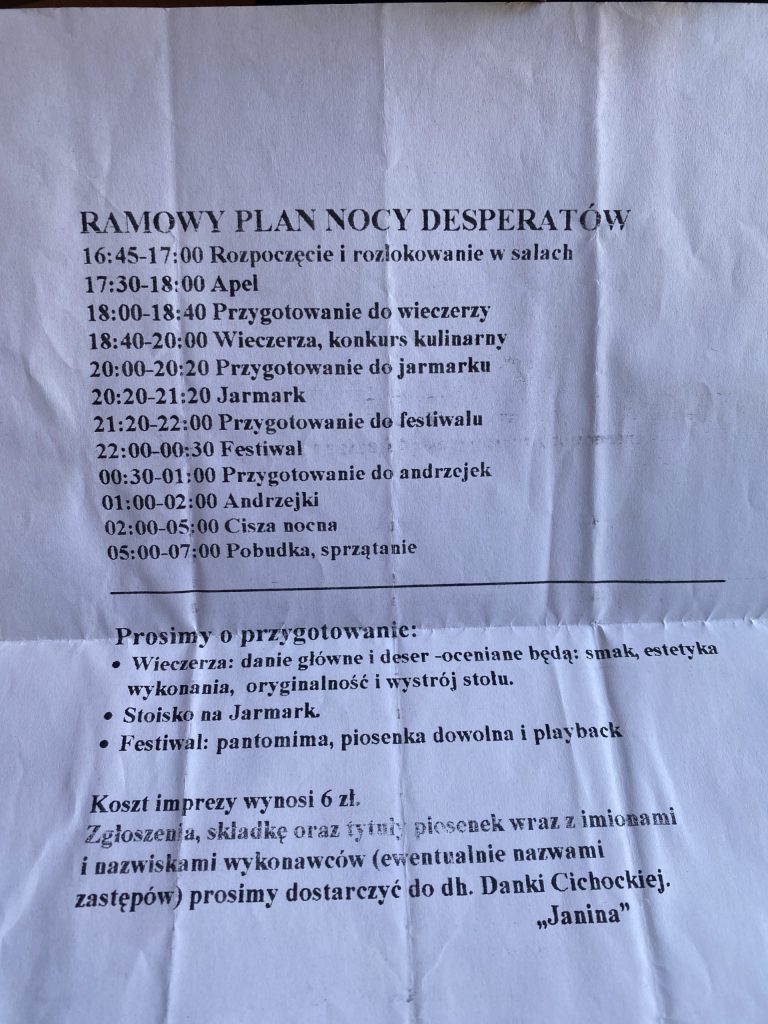 RAMOWY PLAN NOCY DESPERATÓW
16:45-17:00 Rozpoczęcie i rozlokowanie w salach
17:30-18:00 Apel
18:00-18:40 Przygotowanie do wieczerzy
18:40-20:00 Wieczerza, konkurs kulinarny
20:00-20:20 Przygotowanie do jarmarku
20:20-21:20 Jarmark
21:20-22:00 Przygotowanie do festiwalu
22:00-00:30 Festiwal
00:30-01:00 Przygotowanie do andrzejek
01:00-02:00 Andrzejki
02:00-05:00 Cisza nocna
05:00-07:00 Pobudka, sprzątanie
Prosimy o przygotowanie:
• Wieczerza: danie główne i deser -oceniane będą: smak, estetyka
wykonania, oryginalność i wystrój stołu.
• Stoisko na Jarmark.
• Festiwal: pantomima, piosenka dowolna i playback
Koszt imprezy wynosi 6 zł.
Zgłoszenia, składkę oraz tytuły piosenek wraz z imionami
i nazwiskami wykonawców (ewentualnie nazwami
zastępów) prosimy dostarczyć do dh. Danki Cichockiej.
„Janina”